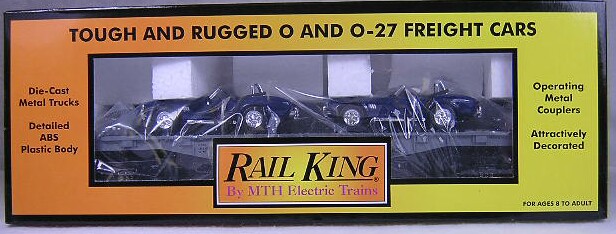 TOUGH AND RUGGED O AND O-27 FREIGHT CARS
Die-Cast
Metal Trucks
Detailed
ABS
Plastic Body
Operating
Metal
Couplers
Attractively
Decorated
RAIL KING®
By MTH Electric Trains
FOR AGES 8 TO ADULT